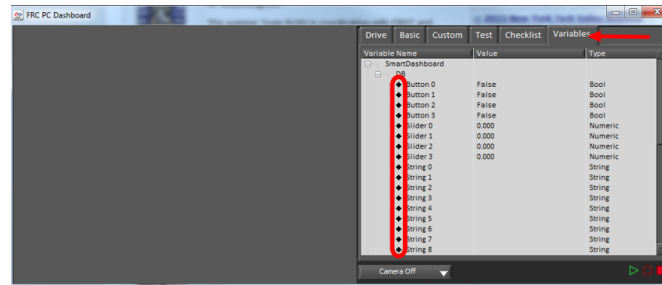 FRC PC Dashboard
Drive Basic Custom Test Checklist Variables
Variable Name Value Type
SmartDashboard
DB
Button 0 False Bool
Button 1 False Bool
Button 2 False Bool
Button 3 False Bool
Slider 0 0.000 Numeric
Slider 1 0.000 Numeric
Slider 2 0.000 Numeric
Slider 3 0.000 Numeric
String 0 String
String 1 String
String 2 String
String 3 String
String 4 String
String 5 String
String 6 String
String 7 String
String 8 String
Camera Off